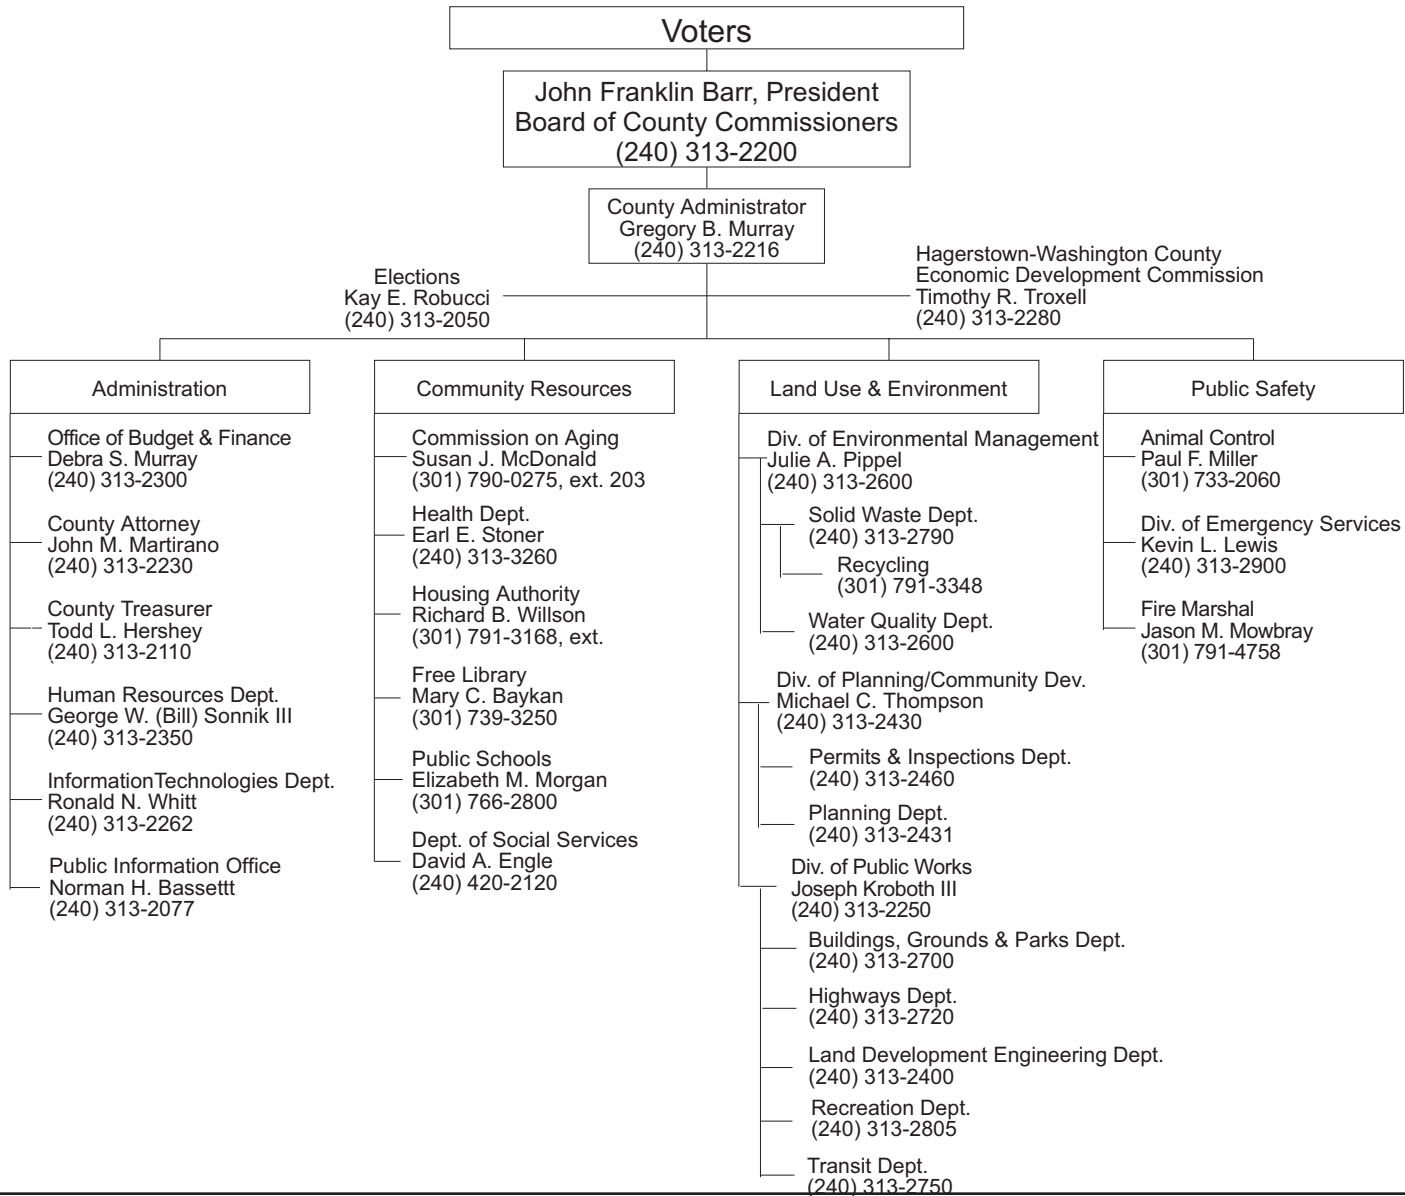 Voters
John Franklin Barr, President
Board of County Commissioners
(240) 313-2200
County Administrator
Gregory B. Murray
(240) 313-2216
Elections
Kay E. Robucci
(240) 313-2050
Hagerstown-Washington County
Economic Development Commission
Timothy R. Troxell
(240) 313-2280
Administration
Office of Budget & Finance
Debra S. Murray
(240) 313-2300
County Attorney
John M. Martirano
(240) 313-2230
County Treasurer
Todd L. Hershey
(240) 313-2110
Human Resources Dept.
George W. (Bill) Sonnik III
(240) 313-2350
InformationTechnologies Dept.
Ronald N. Whitt
(240) 313-2262
Public Information Office
Norman H. Bassettt
(240) 313-2077
Community Resources
Commission on Aging
Susan J. McDonald
(301) 790-0275, ext. 203
Health Dept.
Earl E. Stoner
(240) 313-3260
Housing Authority
Richard B. Willson
(301) 791-3168, ext.
Free Library
Mary C. Baykan
(301) 739-3250
Public Schools
Elizabeth M. Morgan
(301) 766-2800
Dept. of Social Services
David A. Engle
(240) 420-2120
Land Use & Environment
Div. of Environmental Management
Julie A. Pippel
(240) 313-2600
Solid Waste Dept.
(240) 313-2790
Recycling
(301) 791-3348
Water Quality Dept.
(240) 313-2600
Div. of Planning/Community Dev.
Michael C. Thompson
(240) 313-2430
Permits & Inspections Dept.
(240) 313-2460
Planning Dept.
(240) 313-2431
Div. of Public Works
Joseph Kroboth III
(240) 313-2250
Buildings, Grounds & Parks Dept.
(240) 313-2700
Highways Dept.
(240) 313-2720
Land Development Engineering Dept.
(240) 313-2400
Recreation Dept.
(240) 313-2805
Transit Dept.
(240) 313-2750
Public Safety
Animal Control
Paul F. Miller
(301) 733-2060
Div. of Emergency Services
Kevin L. Lewis
(240) 313-2900
Fire Marshal
Jason M. Mowbray
(301) 791-4758